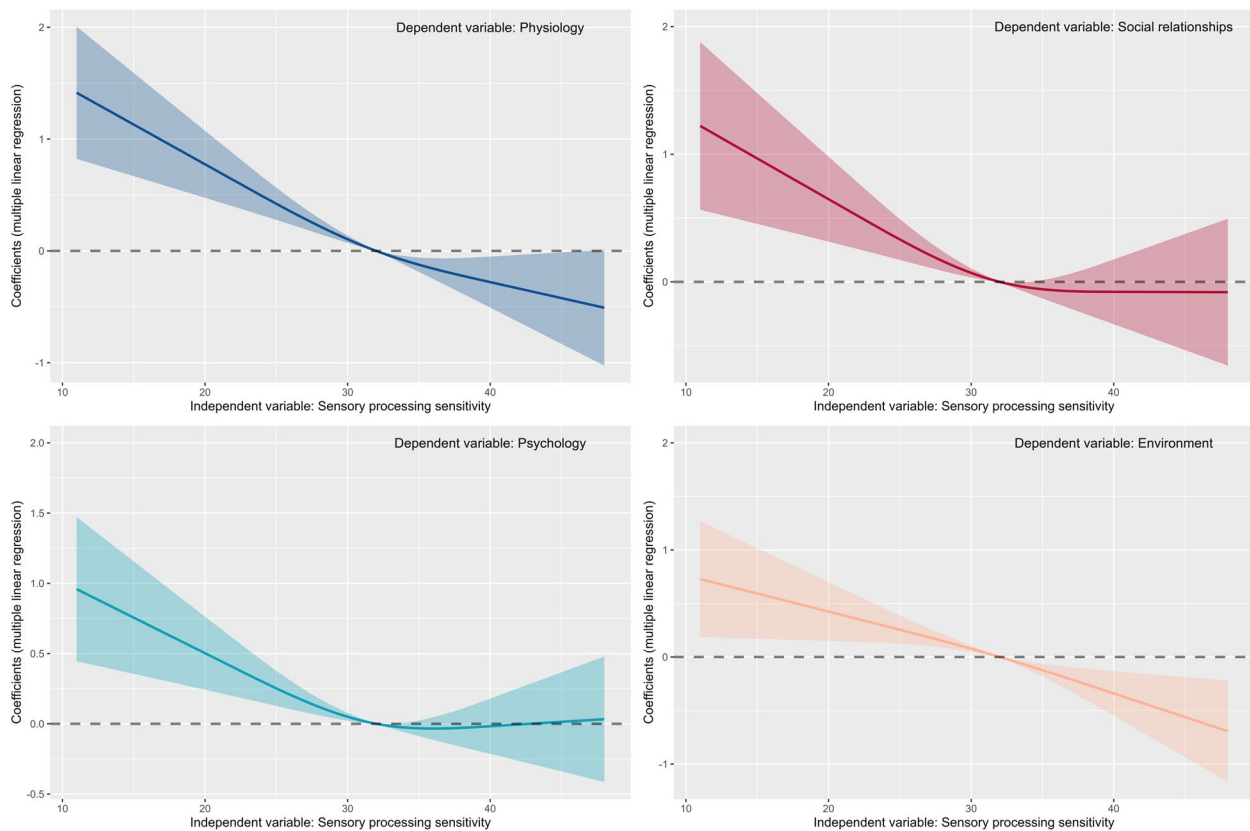 Dependent variable: Physiology
Coefficients (multiple linear regression)
2
1
0
-1
10
20
30
40
Independent variable: Sensory processing sensitivity
Dependent variable: Social relationships
Coefficients (multiple linear regression)
2
1
0
10
20
30
40
Independent variable: Sensory processing sensitivity
Dependent variable: Psychology
Coefficients (multiple linear regression)
2.0
1.5
1.0
0.5
0.0
-0.5
10
20
30
40
Independent variable: Sensory processing sensitivity
Dependent variable: Environment
Coefficients (multiple linear regression)
2
1
0
-1
10
20
30
40
Independent variable: Sensory processing sensitivity